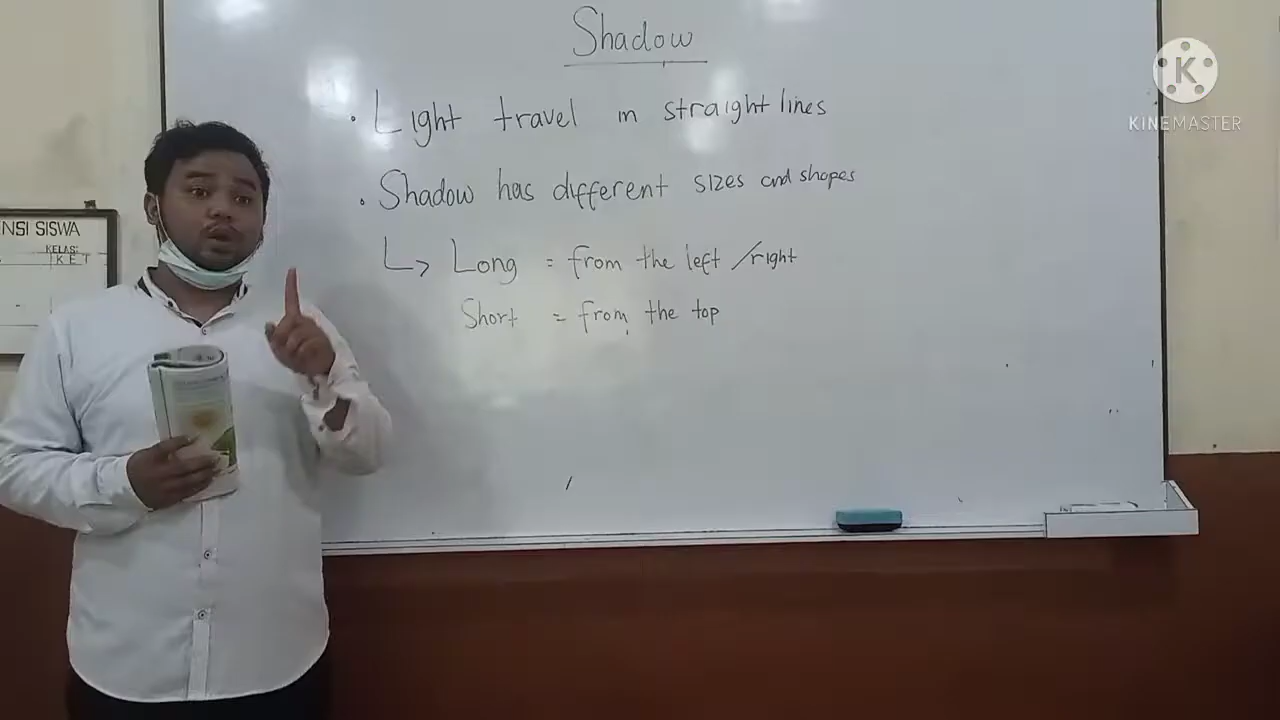 Shadow
• Light travel in straight lines
• Shadow has different sizes and shapes
↳ Long = from the left/right
Short = from the top
NSI SISWA
KELAS:
K
KINEMASTER